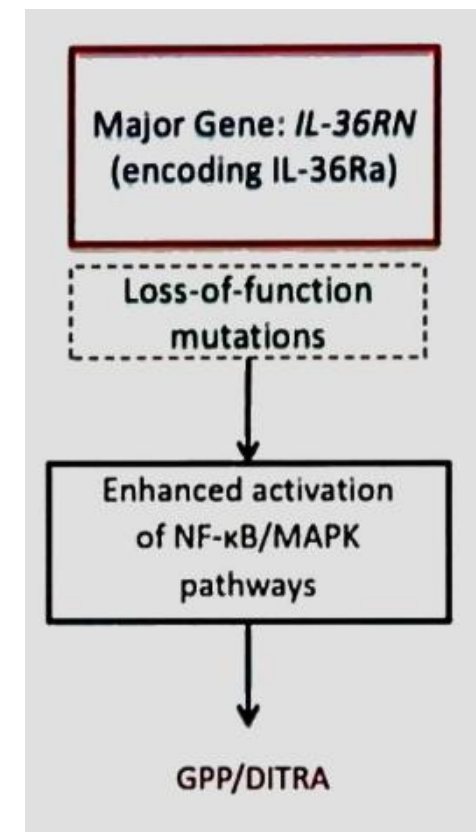 Major Gene: IL-36RN
(encoding IL-36Ra)
Loss-of-function
mutations
Enhanced activation
of NF-κB/MAPK
pathways
GPP/DITRA